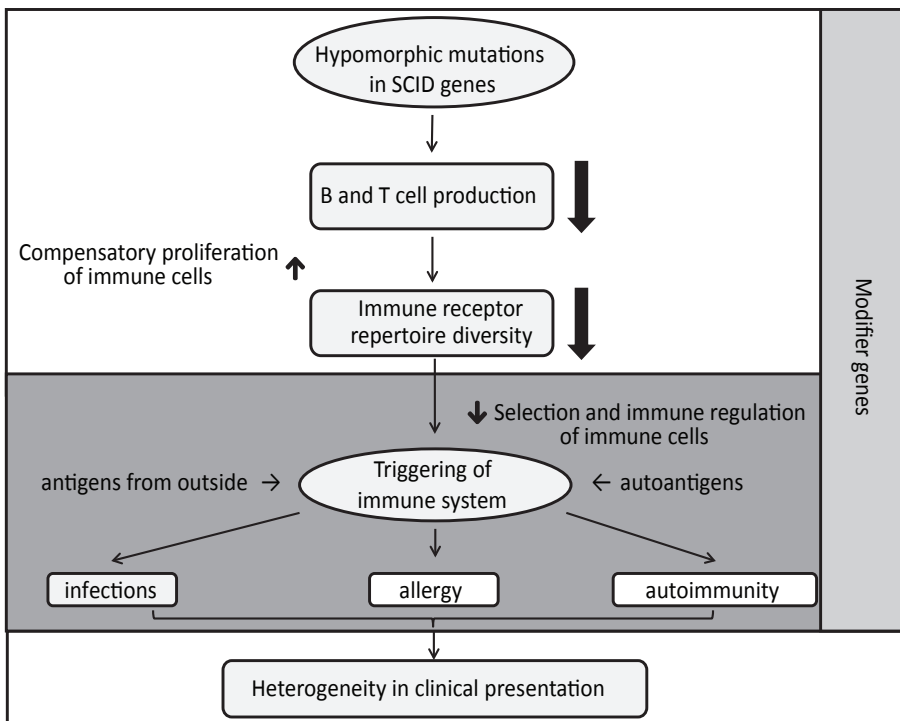 Hypomorphic mutations
in SCID genes
B and T cell production
Compensatory proliferation
of immune cells
Immune receptor
repertoire diversity
Modifier genes
Selection and immune regulation
of immune cells
antigens from outside
Triggering of
immune system
autoantigens
infections
allergy
autoimmunity
Heterogeneity in clinical presentation